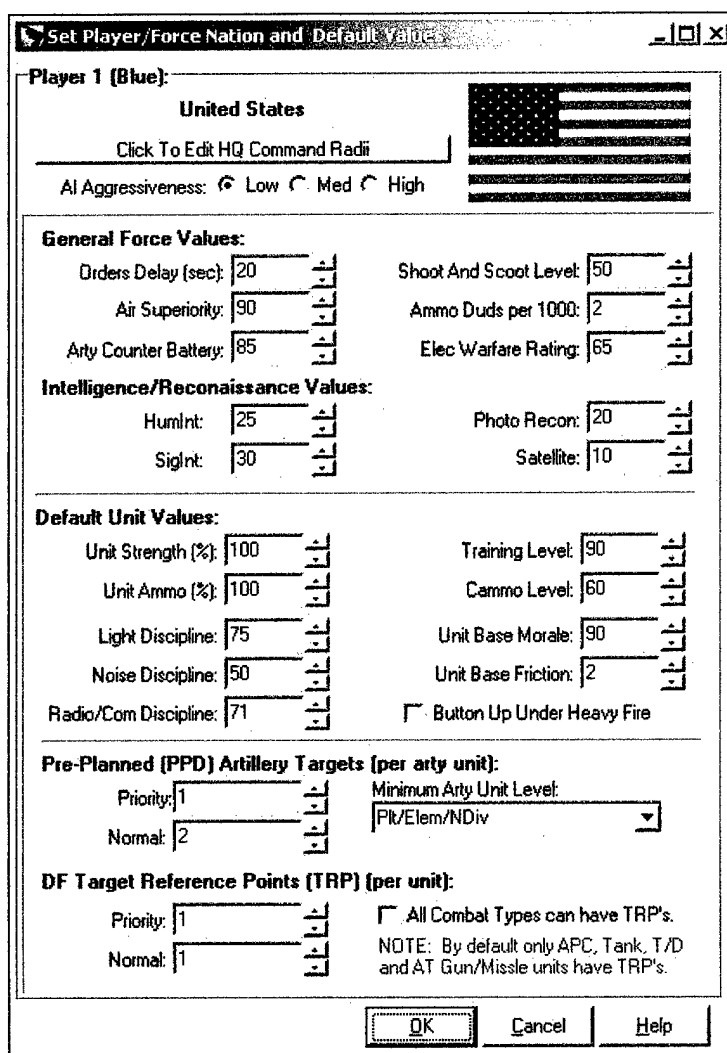 Set Player/Force Nation and Default Values
Player 1 (Blue):
United States
Click To Edit HQ Command Radii
AI Aggressiveness: Low Med High
General Force Values:
Orders Delay (sec): 20 Shoot And Scoot Level: 50
Air Superiority: 90 Ammo Duds per 1000: 2
Arty Counter Battery: 85 Elec Warfare Rating: 65
Intelligence/Reconaissance Values:
HumInt: 25 Photo Recon: 20
SigInt: 30 Satellite: 10
Default Unit Values:
Unit Strength (%): 100 Training Level: 90
Unit Ammo (%): 100 Cammo Level: 60
Light Discipline: 75 Unit Base Morale: 90
Noise Discipline: 50 Unit Base Friction: 2
Radio/Com Discipline: 71 Button Up Under Heavy Fire
Pre-Planned (PPD) Artillery Targets (per arty unit):
Priority: 1 Minimum Arty Unit Level:
Normal: 2 Plt/Elem/NDiv
DF Target Reference Points (TRP) (per unit):
Priority: 1 All Combat Types can have TRP's.
Normal: 1 NOTE: By default only APC, Tank, T/D
and AT Gun/Missle units have TRP's.
OK Cancel Help